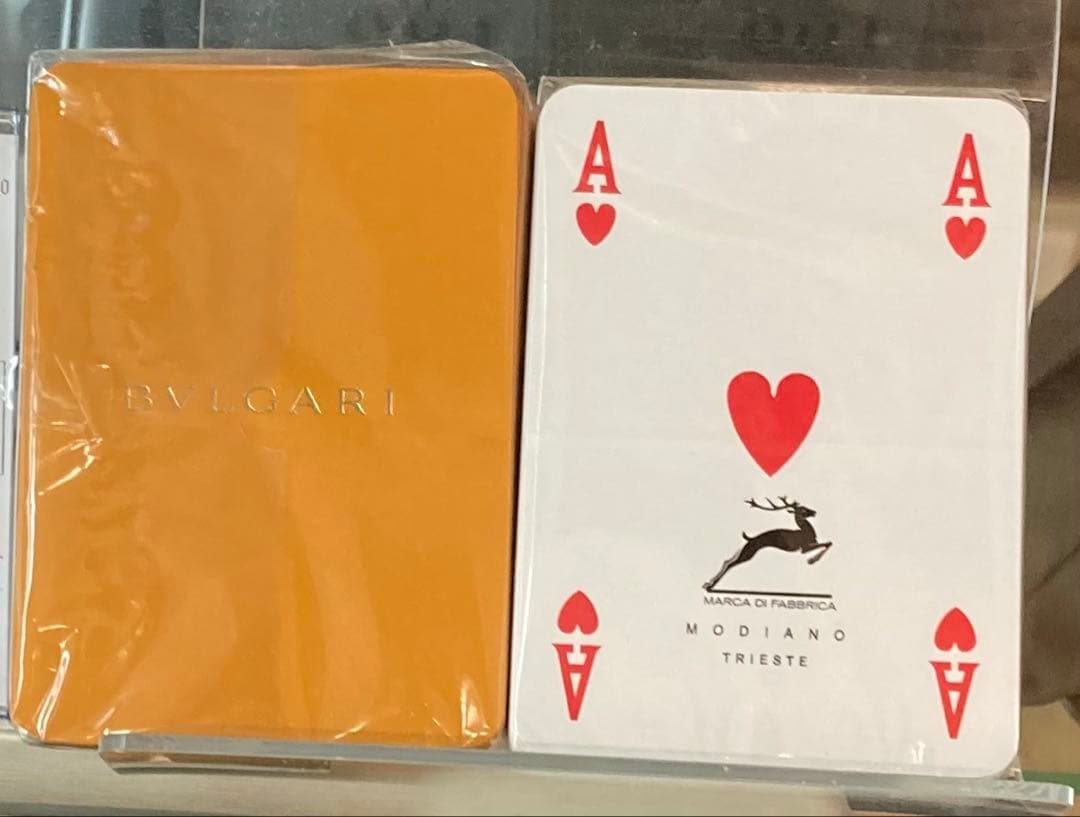 BVLGARI
A
A
MARCA DI FABBRICA
MODIANO
TRIESTE
A
A